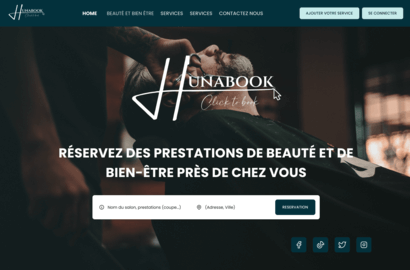 HUNABOOK
HOME BEAUTÉ ET BIEN ÊTRE SERVICES SERVICES CONTACTEZ NOUS AJOUTER VOTRE SERVICE SE CONNECTER
HUNABOOK
Click to book
RÉSERVEZ DES PRESTATIONS DE BEAUTÉ ET DE
BIEN-ÊTRE PRÈS DE CHEZ VOUS
Nom du salon, prestations (coupe...) (Adresse, Ville) RESERVATION